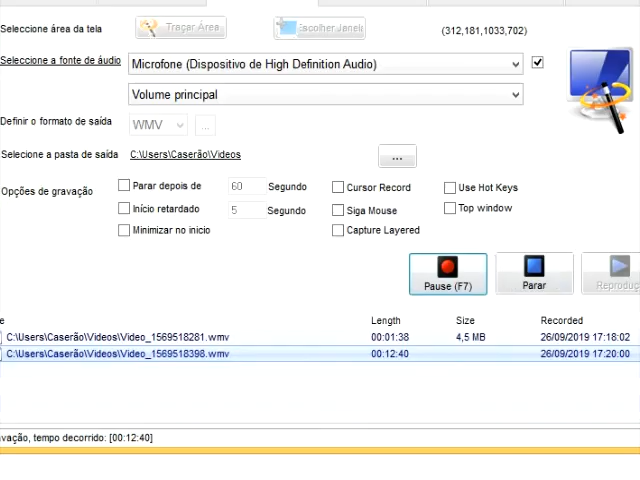 Seleccione área da tela
Traçar Área
Escolher Janela
(312,181,1033,702)
Seleccione a fonte de áudio
Microfone (Dispositivo de High Definition Audio)
Volume principal
Definir o formato de saída
WMV
...
Selecione a pasta de saída
C:\Users\Caserão\Videos
...
Opções de gravação
Parar depois de 60 Segundo
Cursor Record
Use Hot Keys
Início retardado 5 Segundo
Siga Mouse
Top window
Minimizar no inicio
Capture Layered
Pause (F7)
Parar
Reproduç
e Length Size Recorded
C:\Users\Caserão\Videos\Video_1569518281.wmv 00:01:38 4,5 MB 26/09/2019 17:18:02
C:\Users\Caserão\Videos\Video_1569518398.wmv 00:12:40 26/09/2019 17:20:00
vação, tempo decorrido: [00:12:40]